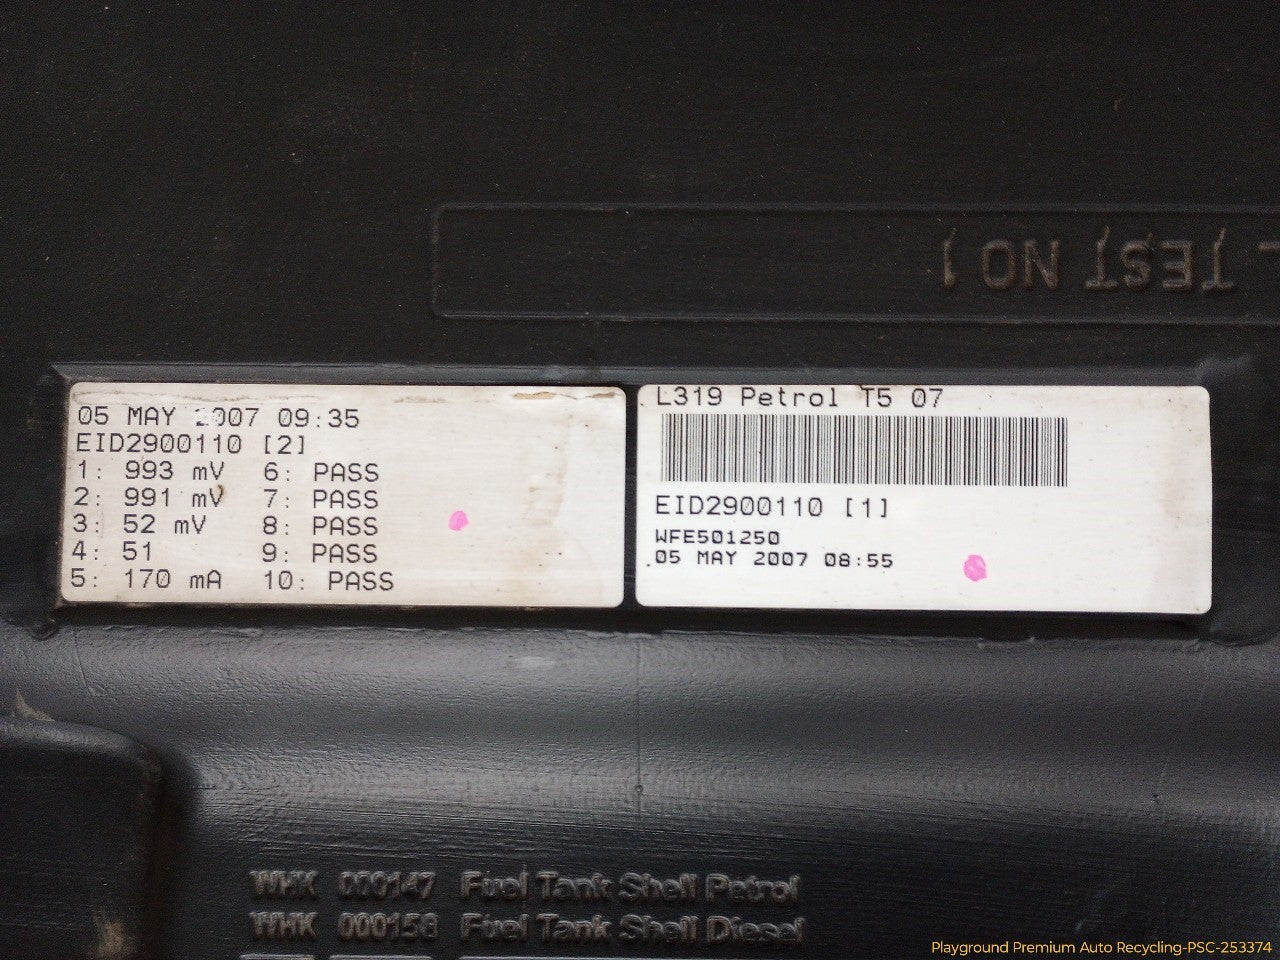 TEST NO 1
05 MAY 2007 09:35
EID2900110 [2]
1: 993 mV 6: PASS
2: 991 mV 7: PASS
3: 52 mV 8: PASS
4: 51 9: PASS
5: 170 mA 10: PASS
L319 Petrol T5 07
EID2900110 [1]
WFE501250
05 MAY 2007 08:55
WHK 000147 Fuel Tank Shell Petrol
WHK 000158 Fuel Tank Shell Diesel
Playground Premium Auto Recycling-PSC-253374